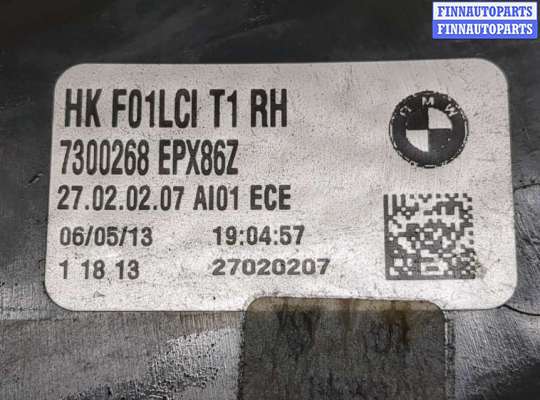 FINNAUTOPARTS
FINNAUTOPARTS
HK F01LCI T1 RH
BMW
7300268 EPX86Z
27.02.02.07 AI01 ECE
06/05/13 19:04:57
1 18 13 27020207